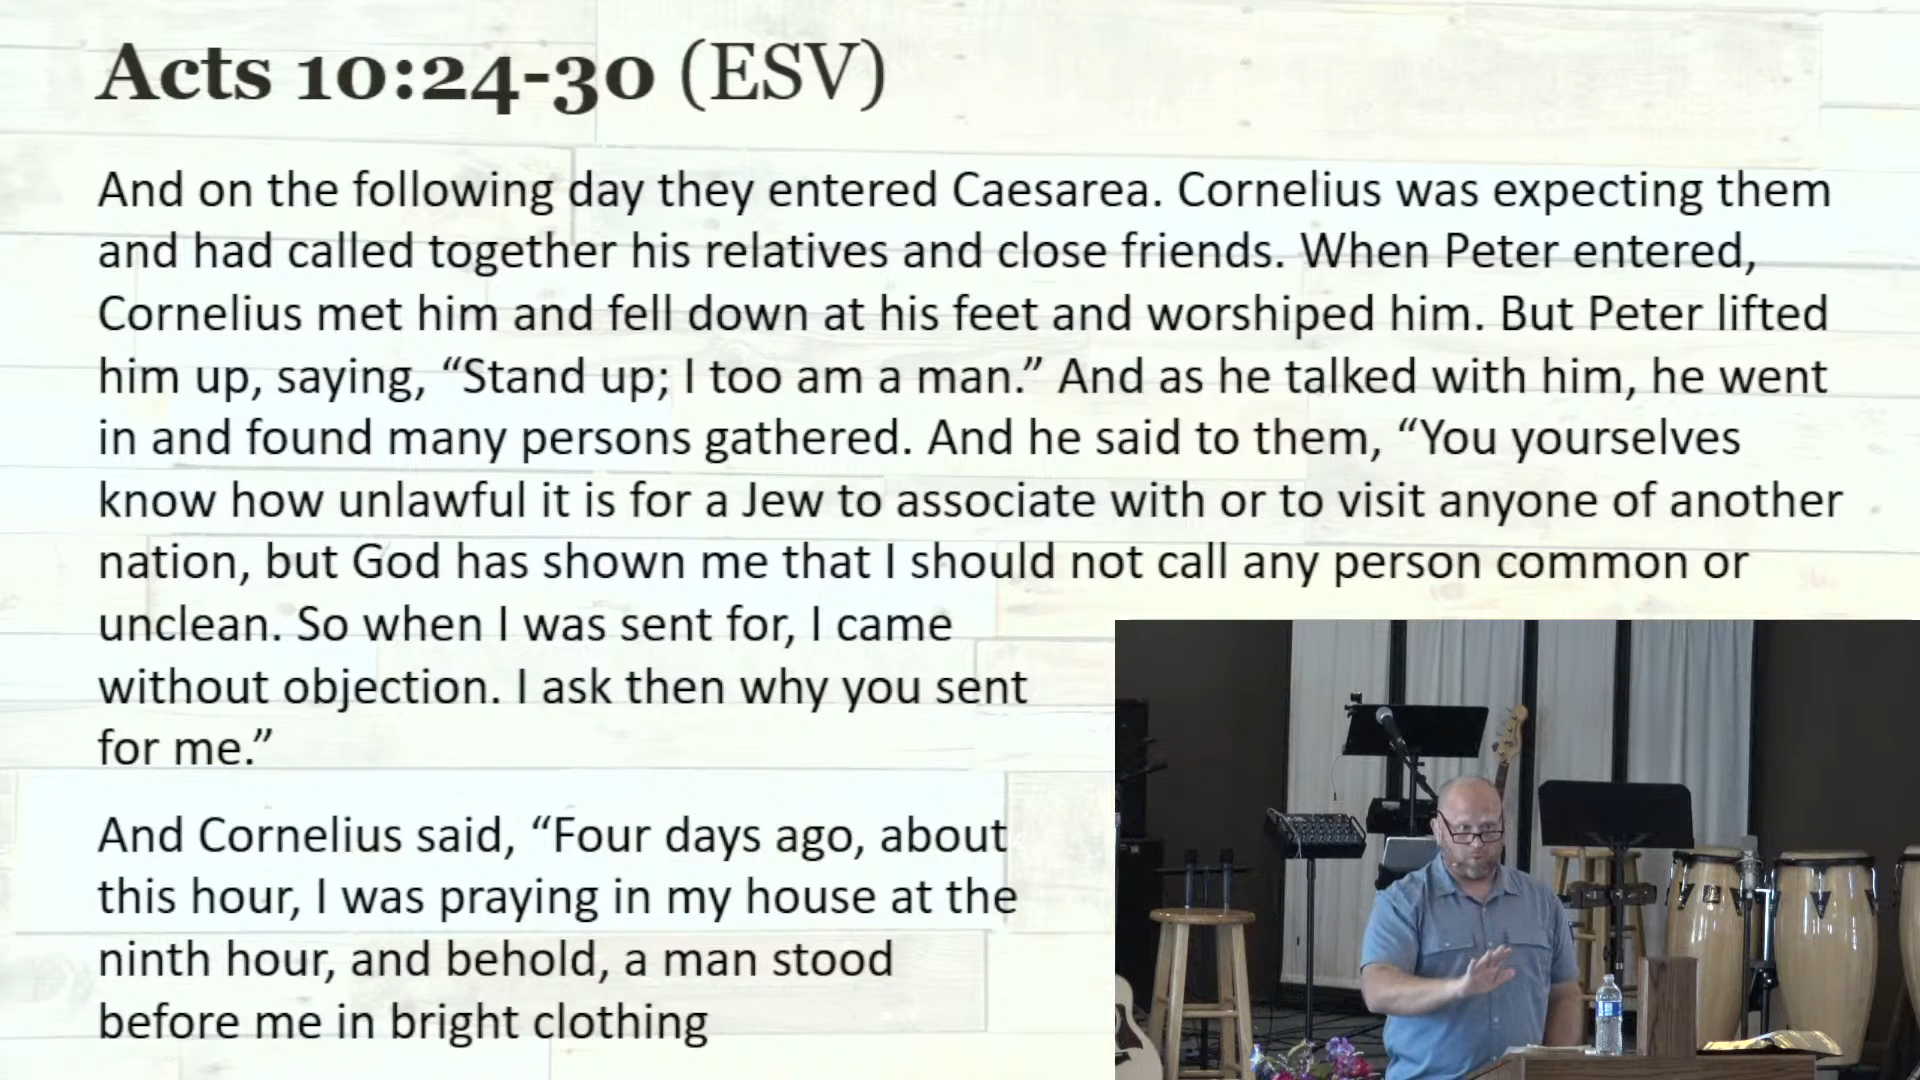 Acts 10:24-30 (ESV)
And on the following day they entered Caesarea. Cornelius was expecting them
and had called together his relatives and close friends. When Peter entered,
Cornelius met him and fell down at his feet and worshiped him. But Peter lifted
him up, saying, “Stand up; I too am a man.” And as he talked with him, he went
in and found many persons gathered. And he said to them, “You yourselves
know how unlawful it is for a Jew to associate with or to visit anyone of another
nation, but God has shown me that I should not call any person common or
unclean. So when I was sent for, I came
without objection. I ask then why you sent
for me.”
And Cornelius said, “Four days ago, about
this hour, I was praying in my house at the
ninth hour, and behold, a man stood
before me in bright clothing